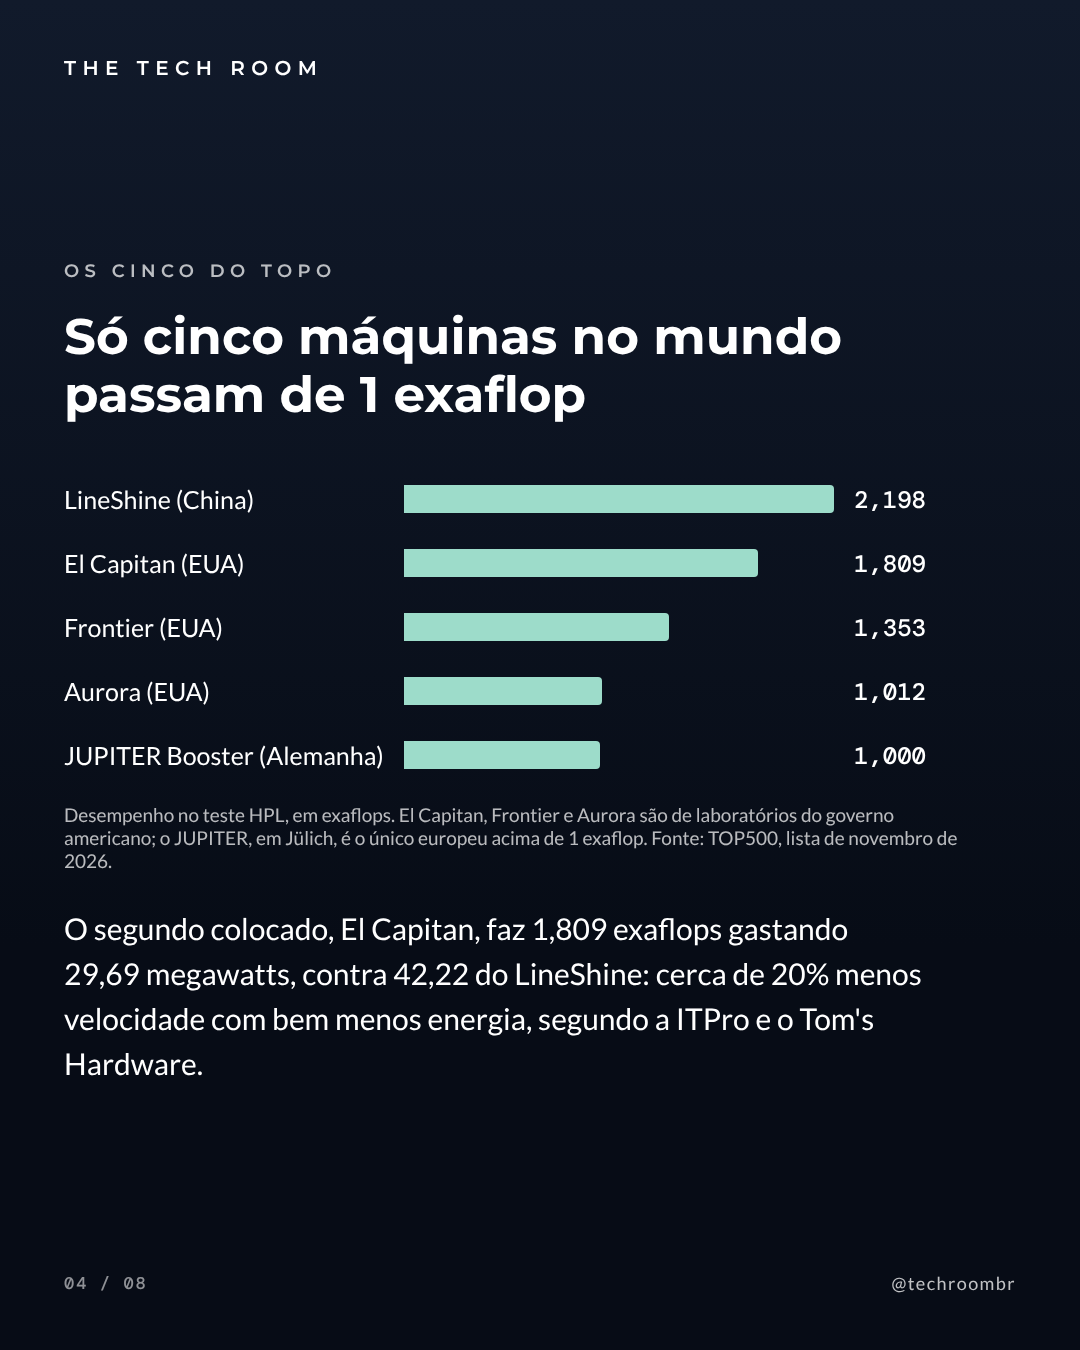 THE TECH ROOM
OS CINCO DO TOPO
Só cinco máquinas no mundo
passam de 1 exaflop
LineShine (China) 2,198
El Capitan (EUA) 1,809
Frontier (EUA) 1,353
Aurora (EUA) 1,012
JUPITER Booster (Alemanha) 1,000
Desempenho no teste HPL, em exaflops. El Capitan, Frontier e Aurora são de laboratórios do governo
americano; o JUPITER, em Jülich, é o único europeu acima de 1 exaflop. Fonte: TOP500, lista de novembro de
2026.
O segundo colocado, El Capitan, faz 1,809 exaflops gastando
29,69 megawatts, contra 42,22 do LineShine: cerca de 20% menos
velocidade com bem menos energia, segundo a ITPro e o Tom's
Hardware.
04 / 08
@techroombr